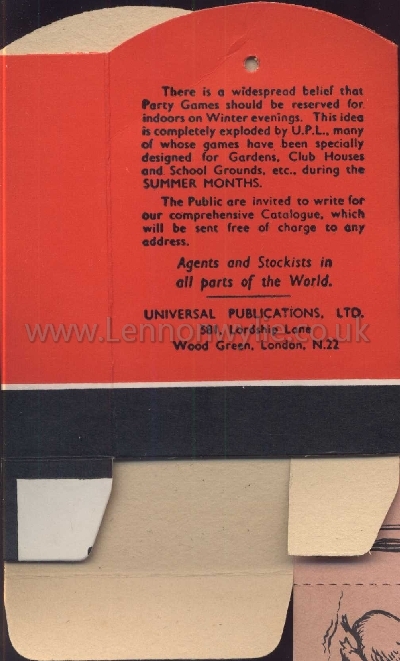 There is a widespread belief that
Party Games should be reserved for
indoors on Winter evenings. This idea
is completely exploded by U.P.L., many
of whose games have been specially
designed for Gardens, Club Houses
and School Grounds, etc., during the
SUMMER MONTHS.
The Public are invited to write for
our comprehensive Catalogue, which
will be sent free of charge to any
address.
Agents and Stockists in
all parts of the World.
UNIVERSAL PUBLICATIONS, LTD.
www.Lennonwylie.co.uk
Lordship Lane
Wood Green, London, N.22